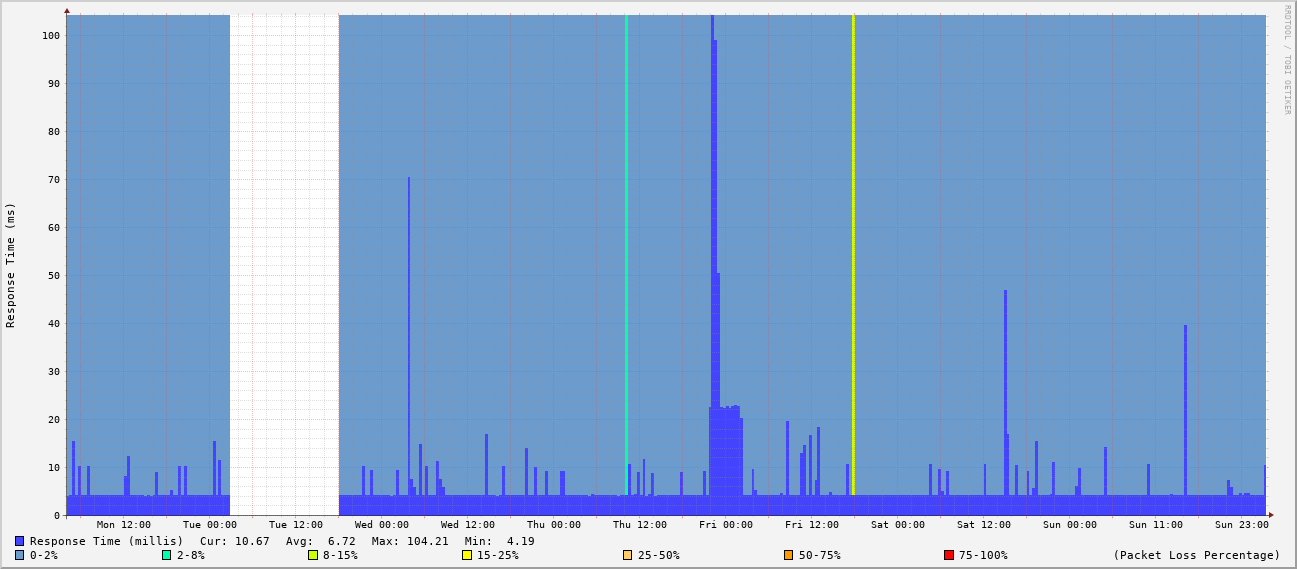 RRDTOOL / TOBI OETIKER
Response Time (ms)
100
90
80
70
60
50
40
30
20
10
0
Mon 12:00 Tue 00:00 Tue 12:00 Wed 00:00 Wed 12:00 Thu 00:00 Thu 12:00 Fri 00:00 Fri 12:00 Sat 00:00 Sat 12:00 Sun 00:00 Sun 11:00 Sun 23:00
Response Time (millis) Cur: 10.67 Avg: 6.72 Max: 104.21 Min: 4.19
0-2% 2-8% 8-15% 15-25% 25-50% 50-75% 75-100% (Packet Loss Percentage)